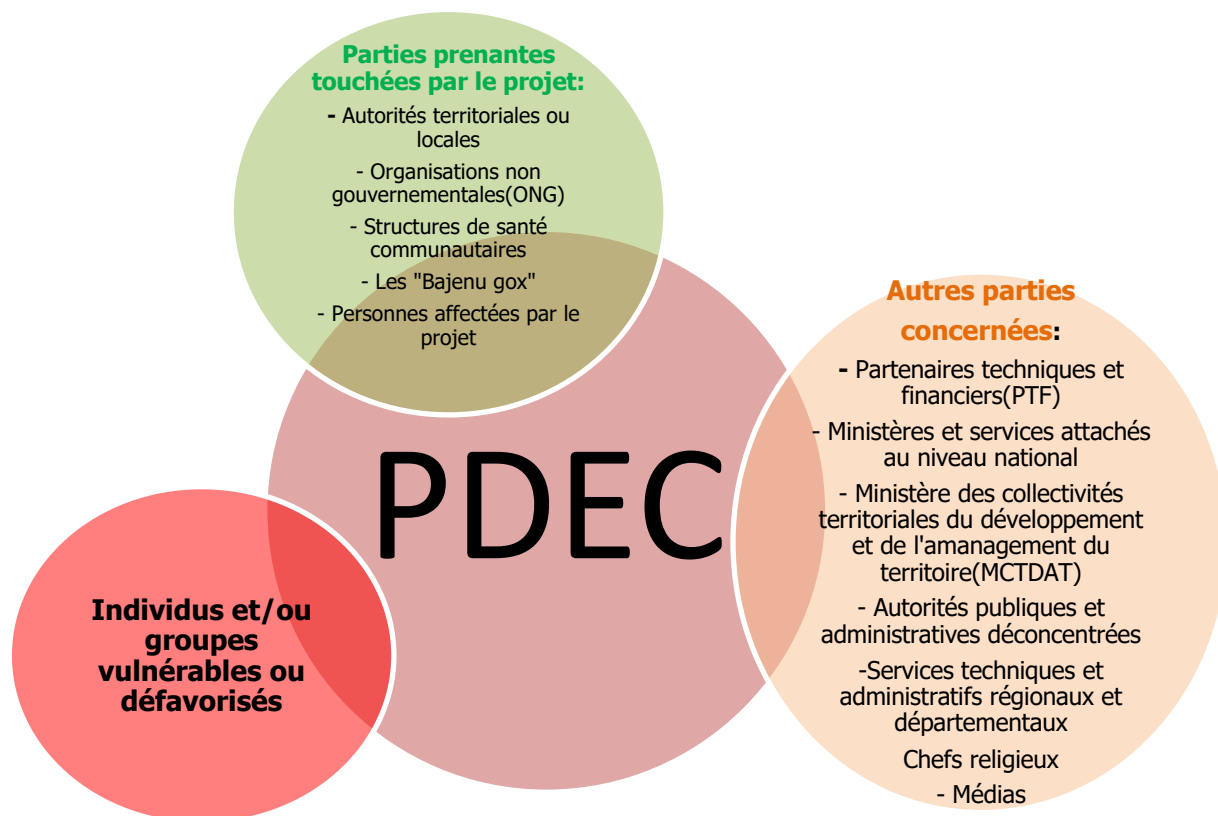 Parties prenantes
touchées par le projet:
- Autorités territoriales ou
locales
- Organisations non
gouvernementales(ONG)
- Structures de santé
communautaires
- Les "Bajenu gox"
- Personnes affectées par le
projet
PDEC
Autres parties
concernées:
- Partenaires techniques et
financiers(PTF)
- Ministères et services attachés
au niveau national
- Ministère des collectivités
territoriales du développement
et de l'amanagement du
territoire(MCTDAT)
- Autorités publiques et
administratives déconcentrées
-Services techniques et
administratifs régionaux et
départementaux
Chefs religieux
- Médias
Individus et/ou
groupes
vulnérables ou
défavorisés